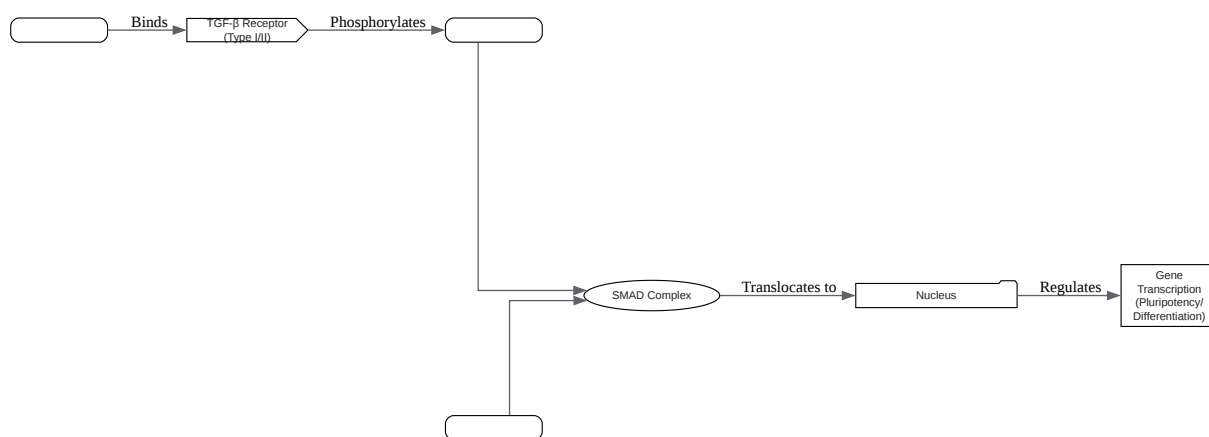 Binds
TGF-β Receptor
(Type I/II)
Phosphorylates
SMAD Complex
Translocates to
Nucleus
Regulates
Gene
Transcription
(Pluripotency/
Differentiation)